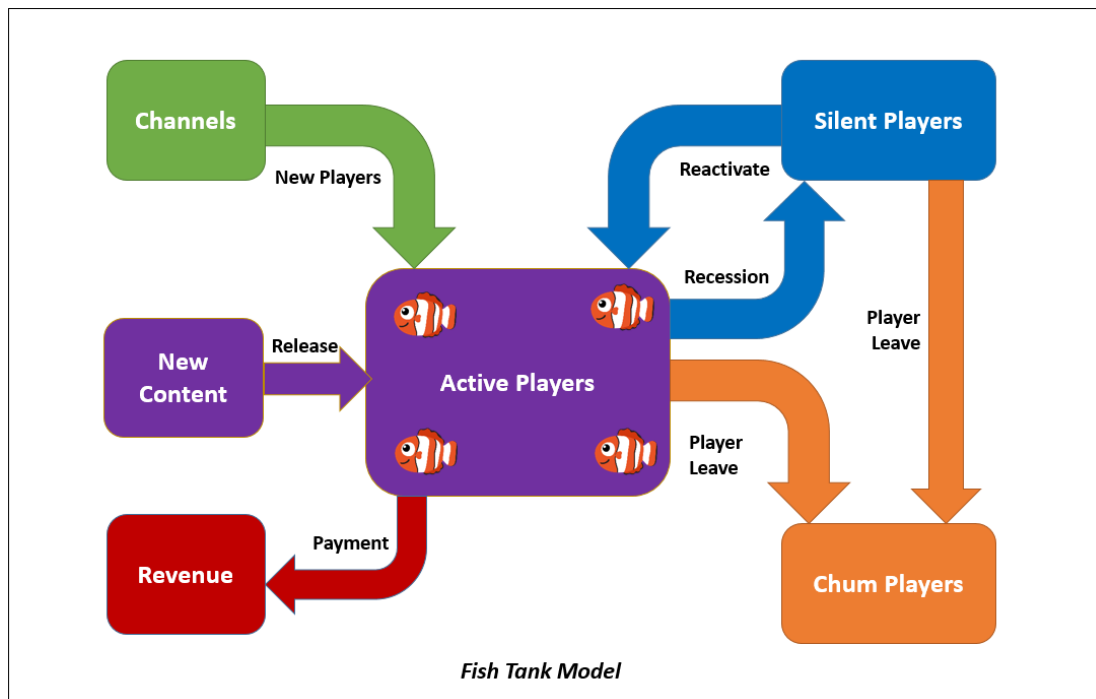 Channels
Silent Players
New Players
Reactivate
Recession
New
Content
Release
Active Players
Player
Leave
Player
Leave
Revenue
Payment
Chum Players
Fish Tank Model